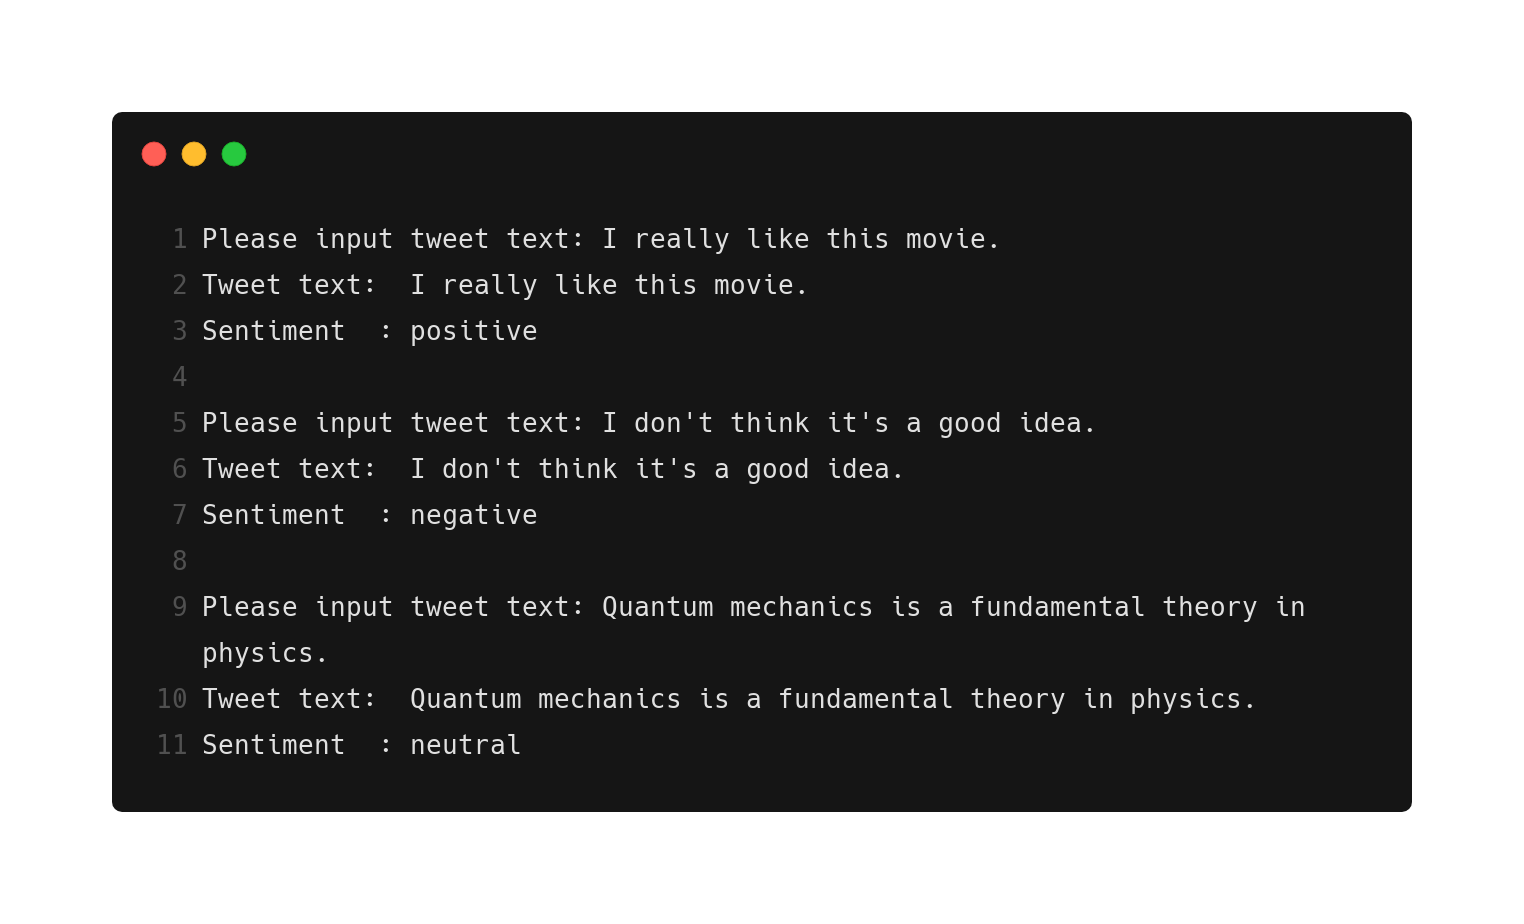 1 Please input tweet text: I really like this movie.
2 Tweet text:  I really like this movie.
3 Sentiment  : positive
4
5 Please input tweet text: I don't think it's a good idea.
6 Tweet text:  I don't think it's a good idea.
7 Sentiment  : negative
8
9 Please input tweet text: Quantum mechanics is a fundamental theory in
physics.
10 Tweet text:  Quantum mechanics is a fundamental theory in physics.
11 Sentiment  : neutral